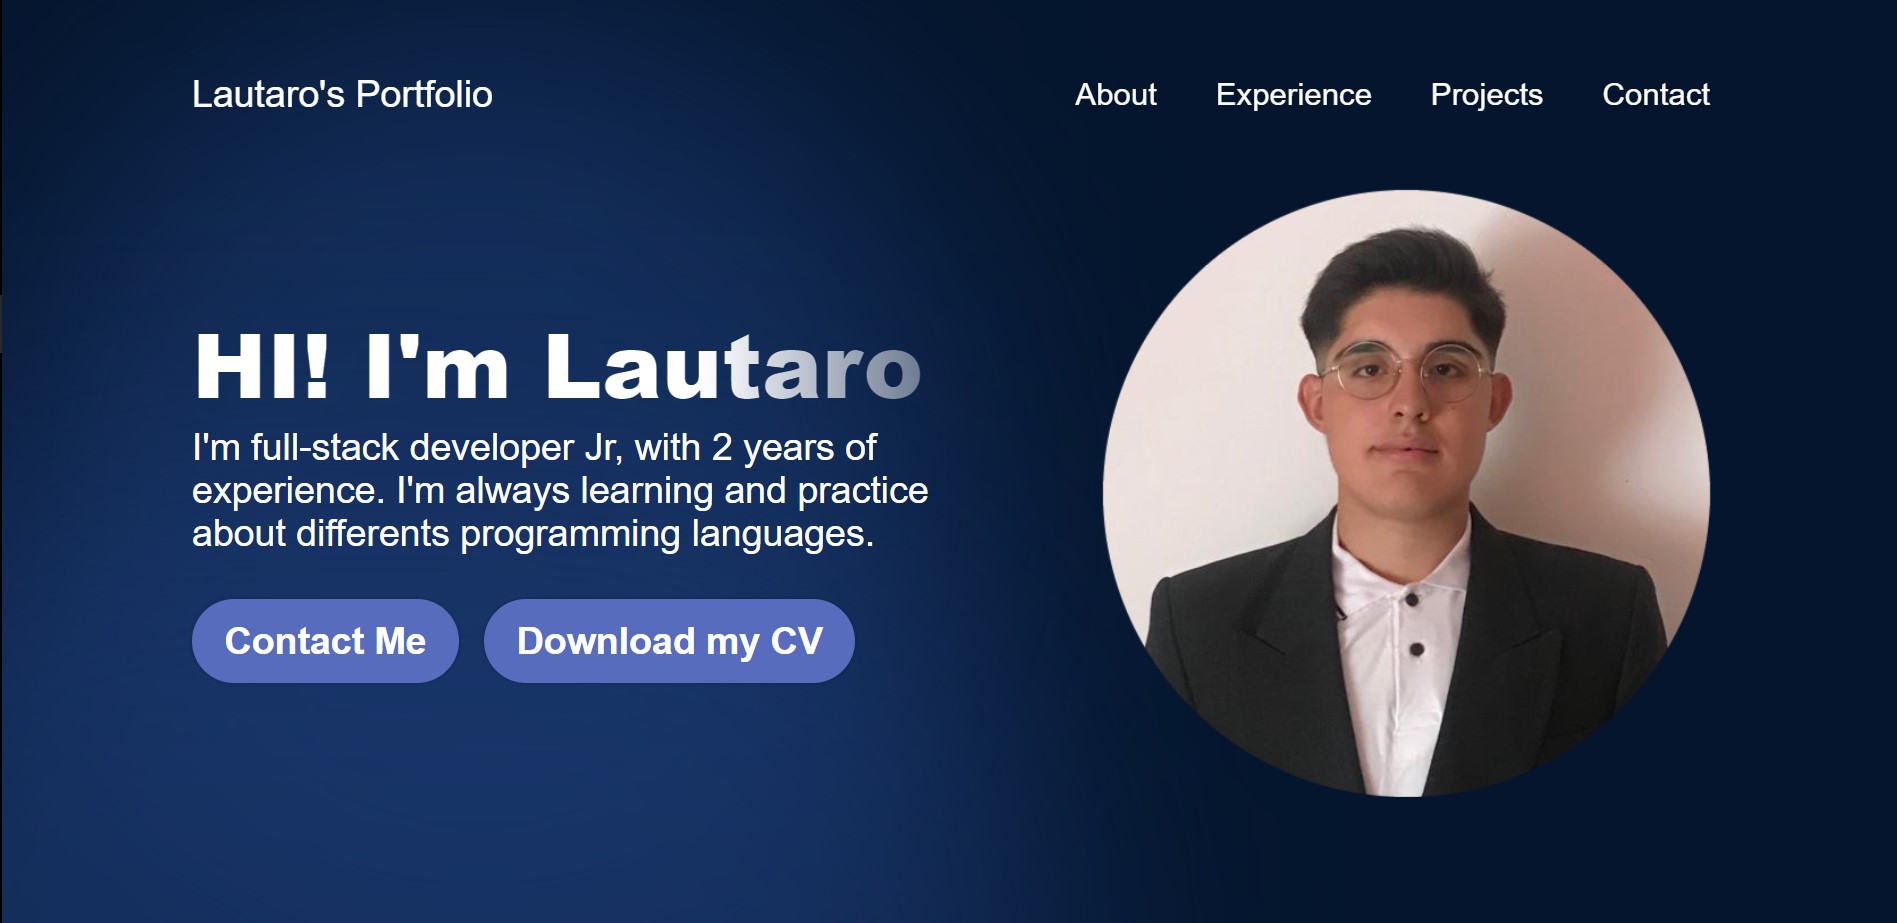 Lautaro's Portfolio
About Experience Projects Contact
HI! I'm Lautaro
I'm full-stack developer Jr, with 2 years of
experience. I'm always learning and practice
about differents programming languages.
Contact Me
Download my CV